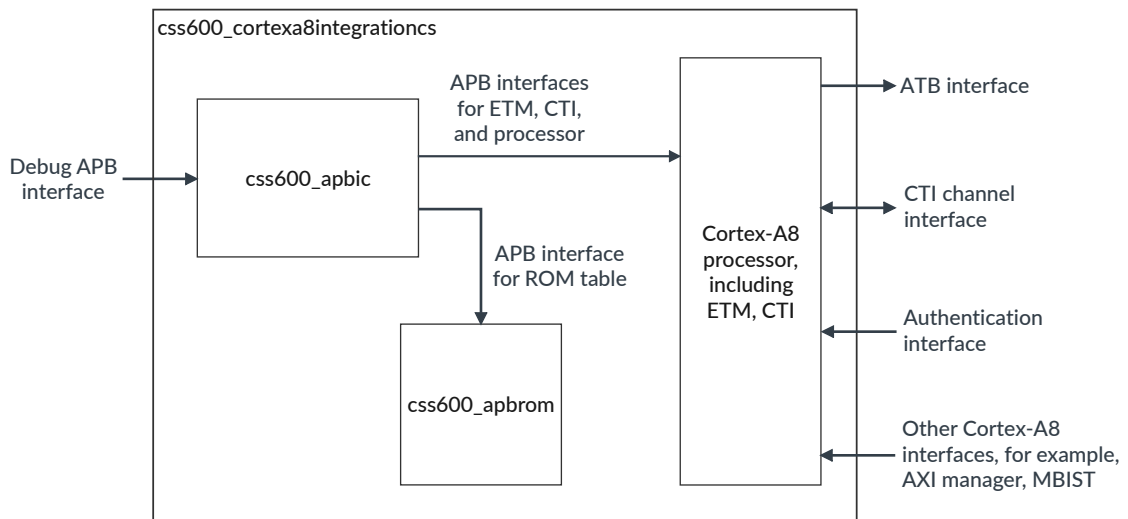 css600_cortexa8integrationcs
APB interfaces
for ETM, CTI,
and processor
ATB interface
Debug APB
interface
css600_apbic
CTI channel
interface
Cortex-A8
processor,
including
ETM, CTI
APB interface
for ROM table
Authentication
interface
css600_apbrom
Other Cortex-A8
interfaces, for example,
AXI manager, MBIST